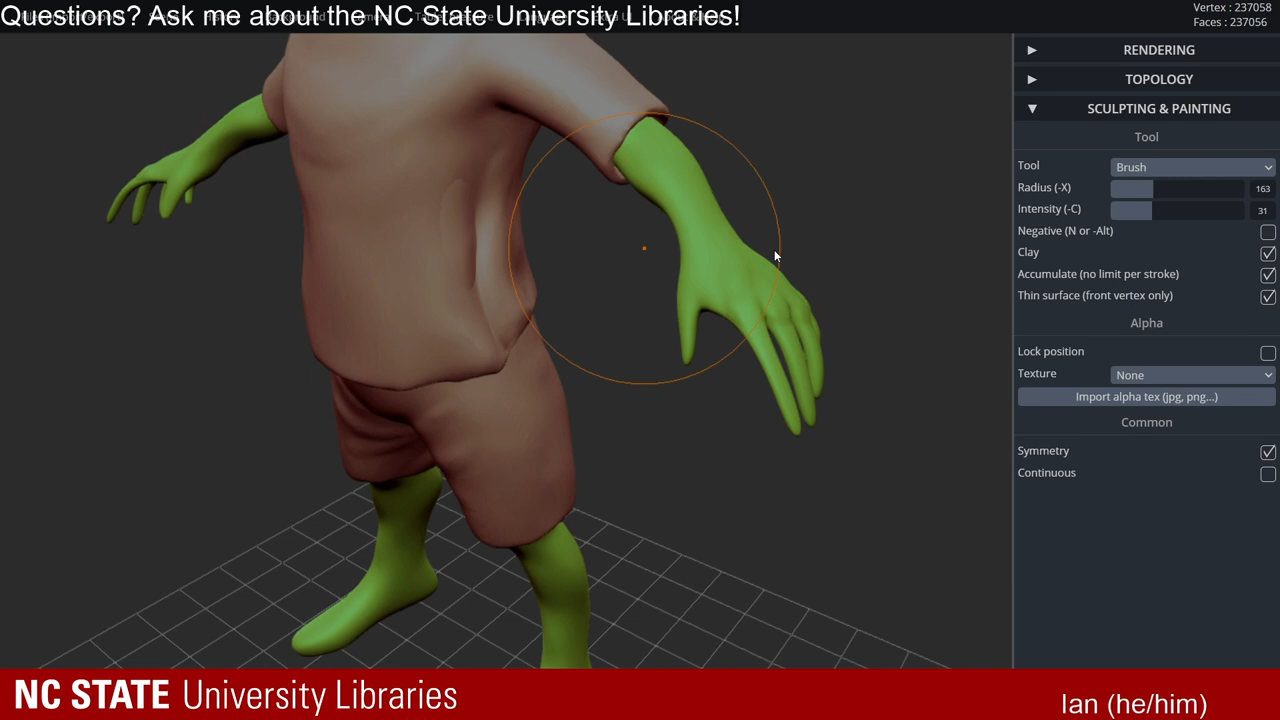 Questions? Ask me about the NC State University Libraries!
Vertex : 237058
Faces : 237056
RENDERING
TOPOLOGY
SCULPTING & PAINTING
Tool
Tool
Brush
Radius (-X)
163
Intensity (-C)
31
Negative (N or -Alt)
Clay
Accumulate (no limit per stroke)
Thin surface (front vertex only)
Alpha
Lock position
Texture
None
Import alpha tex (jpg, png...)
Common
Symmetry
Continuous
NC STATE University Libraries
Ian (he/him)